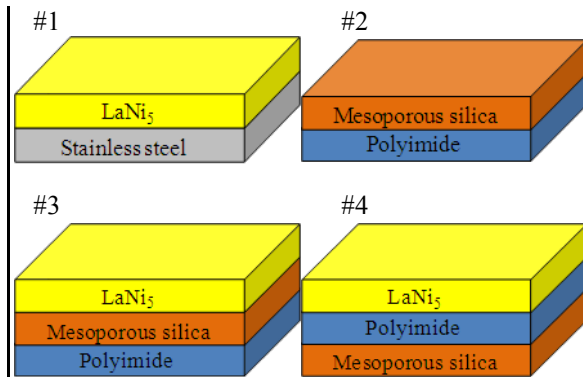 #1
#2
LaNi₅
Stainless steel
Mesoporous silica
Polyimide
#3
#4
LaNi₅
Mesoporous silica
Polyimide
LaNi₅
Polyimide
Mesoporous silica